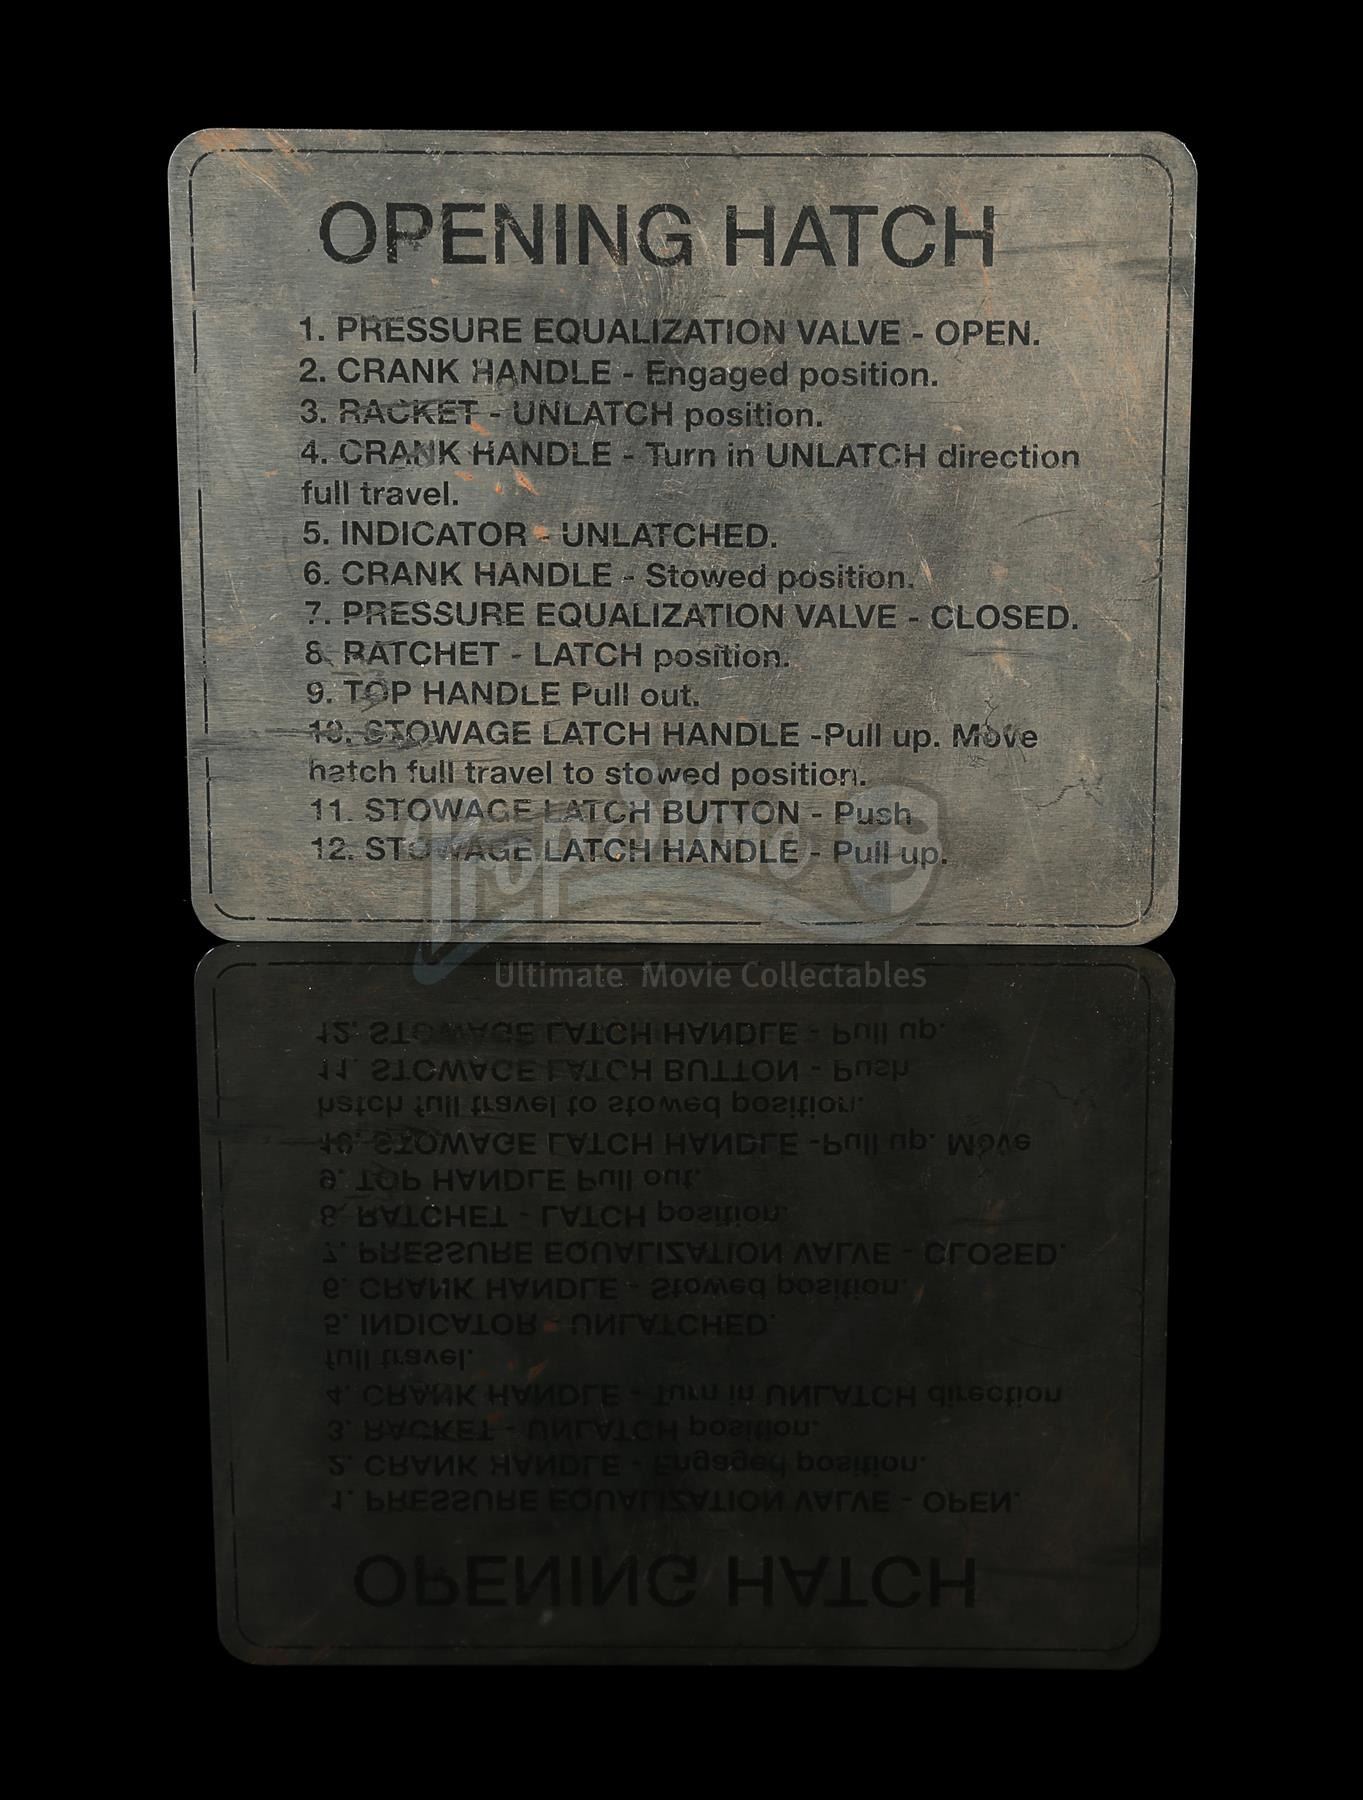 OPENING HATCH
1. PRESSURE EQUALIZATION VALVE - OPEN.
2. CRANK HANDLE - Engaged position.
3. RACKET - UNLATCH position.
4. CRANK HANDLE - Turn in UNLATCH direction
full travel.
5. INDICATOR - UNLATCHED.
6. CRANK HANDLE - Stowed position.
7. PRESSURE EQUALIZATION VALVE - CLOSED.
8. RATCHET - LATCH position.
9. TOP HANDLE Pull out.
10. STOWAGE LATCH HANDLE -Pull up. Move
hatch full travel to stowed position.
11. STOWAGE LATCH BUTTON - Push
12. STOWAGE LATCH HANDLE - Pull up.
PropStore
Ultimate Movie Collectables